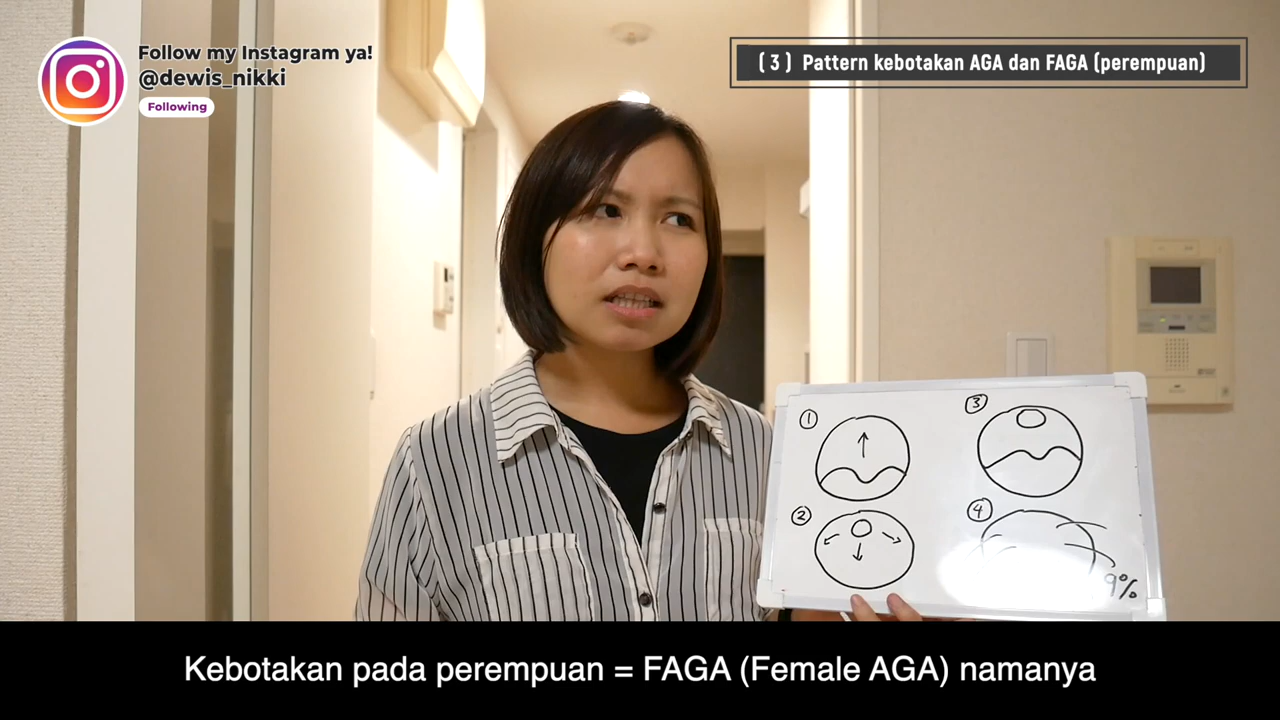 Follow my Instagram ya!
@dewis_nikki
Following
( 3 ) Pattern kebotakan AGA dan FAGA (perempuan)
①
③
②
④
9%
Kebotakan pada perempuan = FAGA (Female AGA) namanya